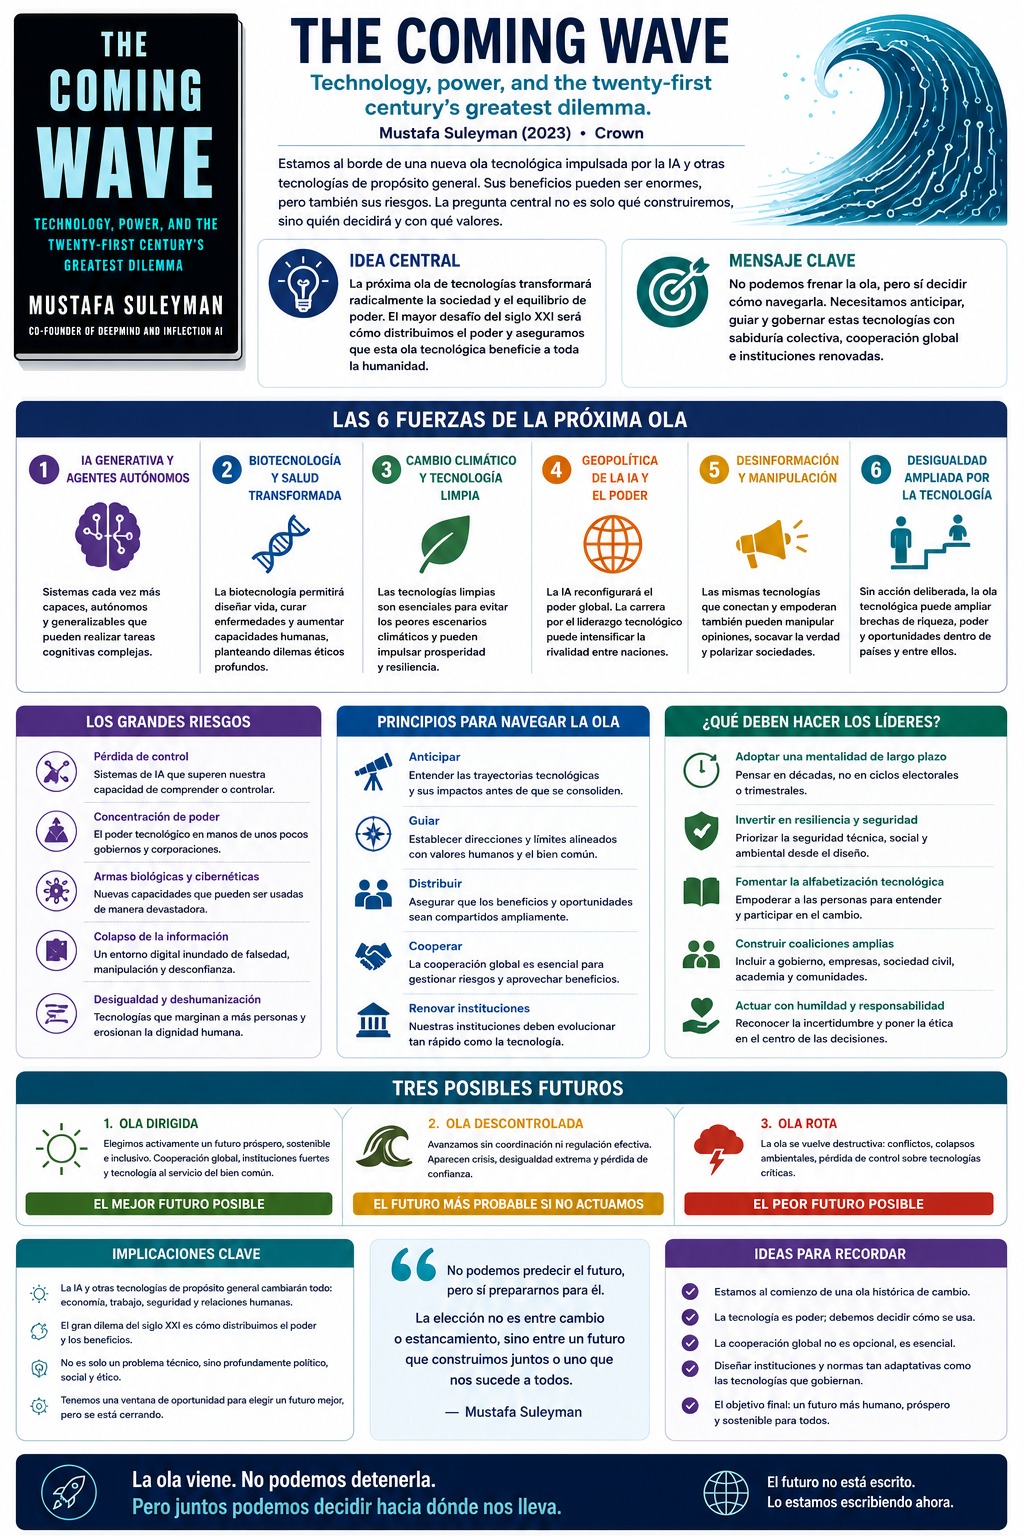 THE
COMING
WAVE
TECHNOLOGY, POWER, AND THE
TWENTY-FIRST CENTURY'S
GREATEST DILEMMA
MUSTAFA SULEYMAN
CO-FOUNDER OF DEEPMIND AND INFLECTION AI
THE COMING WAVE
Technology, power, and the twenty-first
century's greatest dilemma.
Mustafa Suleyman (2023) • Crown
Estamos al borde de una nueva ola tecnológica impulsada por la IA y otras
tecnologías de propósito general. Sus beneficios pueden ser enormes,
pero también sus riesgos. La pregunta central no es solo qué construiremos,
sino quién decidirá y con qué valores.
IDEA CENTRAL
La próxima ola de tecnologías transformará
radicalmente la sociedad y el equilibrio de
poder. El mayor desafío del siglo XXI será
cómo distribuimos el poder y aseguramos
que esta ola tecnológica beneficie a toda
la humanidad.
MENSAJE CLAVE
No podemos frenar la ola, pero sí decidir
cómo navegarla. Necesitamos anticipar,
guiar y gobernar estas tecnologías con
sabiduría colectiva, cooperación global
e instituciones renovadas.
LAS 6 FUERZAS DE LA PRÓXIMA OLA
1
IA GENERATIVA Y
AGENTES AUTÓNOMOS
Sistemas cada vez más
capaces, autónomos
y generalizables que
pueden realizar tareas
cognitivas complejas.
2
BIOTECNOLOGÍA
Y SALUD
TRANSFORMADA
La biotecnología permitirá
diseñar vida, curar
enfermedades y aumentar
capacidades humanas,
planteando dilemas éticos
profundos.
3
CAMBIO CLIMÁTICO
Y TECNOLOGÍA
LIMPIA
Las tecnologías limpias
son esenciales para evitar
los peores escenarios
climáticos y pueden
impulsar prosperidad
y resiliencia.
4
GEOPOLÍTICA
DE LA IA Y
EL PODER
La IA reconfigurará el
poder global. La carrera
por el liderazgo tecnológico
puede intensificar la
rivalidad entre naciones.
5
DESINFORMACIÓN
Y MANIPULACIÓN
Las mismas tecnologías
que conectan y empoderan
también pueden manipular
opiniones, socavar la verdad
y polarizar sociedades.
6
DESIGUALDAD
AMPLIADA POR
LA TECNOLOGÍA
Sin acción deliberada, la ola
tecnológica puede ampliar
brechas de riqueza, poder
y oportunidades dentro de
países y entre ellos.
LOS GRANDES RIESGOS
Pérdida de control
Sistemas de IA que superen nuestra
capacidad de comprender o controlar.
Concentración de poder
El poder tecnológico en manos de unos pocos
gobiernos y corporaciones.
Armas biológicas y cibernéticas
Nuevas capacidades que pueden ser usadas
de manera devastadora.
Colapso de la información
Un entorno digital inundado de falsedad,
manipulación y desconfianza.
Desigualdad y deshumanización
Tecnologías que marginan a más personas y
erosionan la dignidad humana.
PRINCIPIOS PARA NAVEGAR LA OLA
Anticipar
Entender las trayectorias tecnológicas
y sus impactos antes de que se consoliden.
Guiar
Establecer direcciones y límites alineados
con valores humanos y el bien común.
Distribuir
Asegurar que los beneficios y oportunidades
sean compartidos ampliamente.
Cooperar
La cooperación global es esencial para
gestionar riesgos y aprovechar beneficios.
Renovar instituciones
Nuestras instituciones deben evolucionar
tan rápido como la tecnología.
¿QUÉ DEBEN HACER LOS LÍDERES?
Adoptar una mentalidad de largo plazo
Pensar en décadas, no en ciclos electorales
o trimestrales.
Invertir en resiliencia y seguridad
Priorizar la seguridad técnica, social y
ambiental desde el diseño.
Fomentar la alfabetización tecnológica
Empoderar a las personas para entender
y participar en el cambio.
Construir coaliciones amplias
Incluir a gobierno, empresas, sociedad civil,
academia y comunidades.
Actuar con humildad y responsabilidad
Reconocer la incertidumbre y poner la ética
en el centro de las decisiones.
TRES POSIBLES FUTUROS
1. OLA DIRIGIDA
Elegimos activamente un futuro próspero, sostenible
e inclusivo. Cooperación global, instituciones fuertes
y tecnología al servicio del bien común.
EL MEJOR FUTURO POSIBLE
2. OLA DESCONTROLADA
Avanzamos sin coordinación ni regulación efectiva.
Aparecen crisis, desigualdad extrema y pérdida de
confianza.
EL FUTURO MÁS PROBABLE SI NO ACTUAMOS
3. OLA ROTA
La ola se vuelve destructiva: conflictos, colapsos
ambientales, pérdida de control sobre tecnologías
críticas.
EL PEOR FUTURO POSIBLE
IMPLICACIONES CLAVE
La IA y otras tecnologías de propósito general cambiarán todo:
economía, trabajo, seguridad y relaciones humanas.
El gran dilema del siglo XXI es cómo distribuimos el poder
y los beneficios.
No es solo un problema técnico, sino profundamente político,
social y ético.
Tenemos una ventana de oportunidad para elegir un futuro mejor,
pero se está cerrando.
“
No podemos predecir el futuro,
pero sí prepararnos para él.
La elección no es entre cambio
o estancamiento, sino entre un futuro
que construimos juntos o uno que
nos sucede a todos.
— Mustafa Suleyman
IDEAS PARA RECORDAR
Estamos al comienzo de una ola histórica de cambio.
La tecnología es poder; debemos decidir cómo se usa.
La cooperación global no es opcional, es esencial.
Diseñar instituciones y normas tan adaptativas como
las tecnologías que gobiernan.
El objetivo final: un futuro más humano, próspero
y sostenible para todos.
La ola viene. No podemos detenerla.
Pero juntos podemos decidir hacia dónde nos lleva.
El futuro no está escrito.
Lo estamos escribiendo ahora.